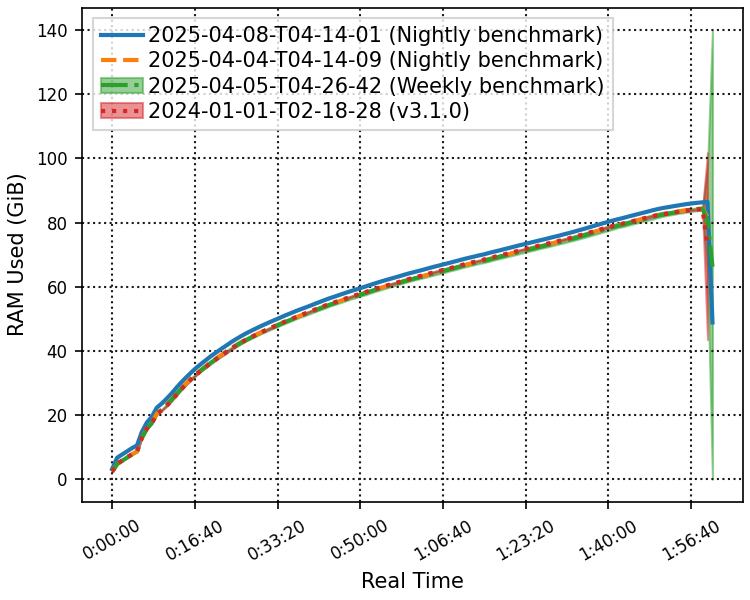 2025-04-08-T04-14-01 (Nightly benchmark)
2025-04-04-T04-14-09 (Nightly benchmark)
2025-04-05-T04-26-42 (Weekly benchmark)
2024-01-01-T02-18-28 (v3.1.0)
140
120
100
80
60
40
20
0
RAM Used (GiB)
0:00:00
0:16:40
0:33:20
0:50:00
1:06:40
1:23:20
1:40:00
1:56:40
Real Time